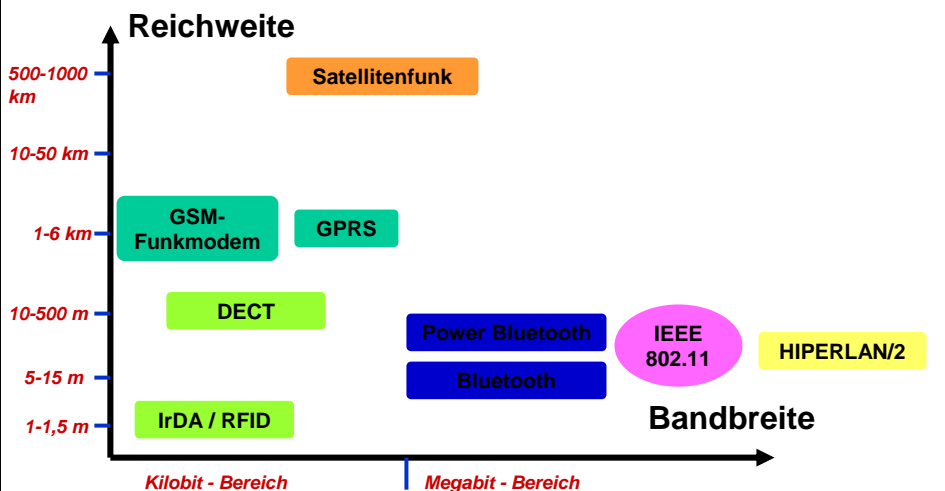 Reichweite
500-1000
km
Satellitenfunk
10-50 km
GSM-
Funkmodem
GPRS
1-6 km
DECT
10-500 m
Power Bluetooth
IEEE
802.11
HIPERLAN/2
Bluetooth
5-15 m
IrDA / RFID
1-1,5 m
Bandbreite
Kilobit - Bereich
Megabit - Bereich